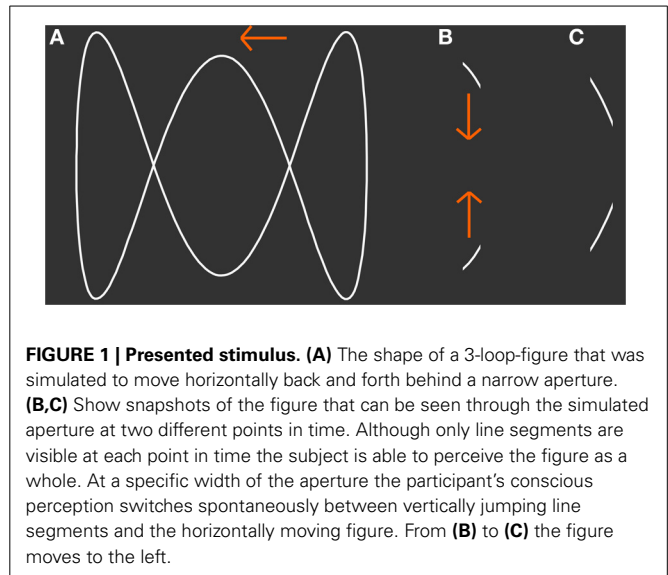 A B C
FIGURE 1 | Presented stimulus. (A) The shape of a 3-loop-figure that was
simulated to move horizontally back and forth behind a narrow aperture.
(B,C) Show snapshots of the figure that can be seen through the simulated
aperture at two different points in time. Although only line segments are
visible at each point in time the subject is able to perceive the figure as a
whole. At a specific width of the aperture the participant's conscious
perception switches spontaneously between vertically jumping line
segments and the horizontally moving figure. From (B) to (C) the figure
moves to the left.